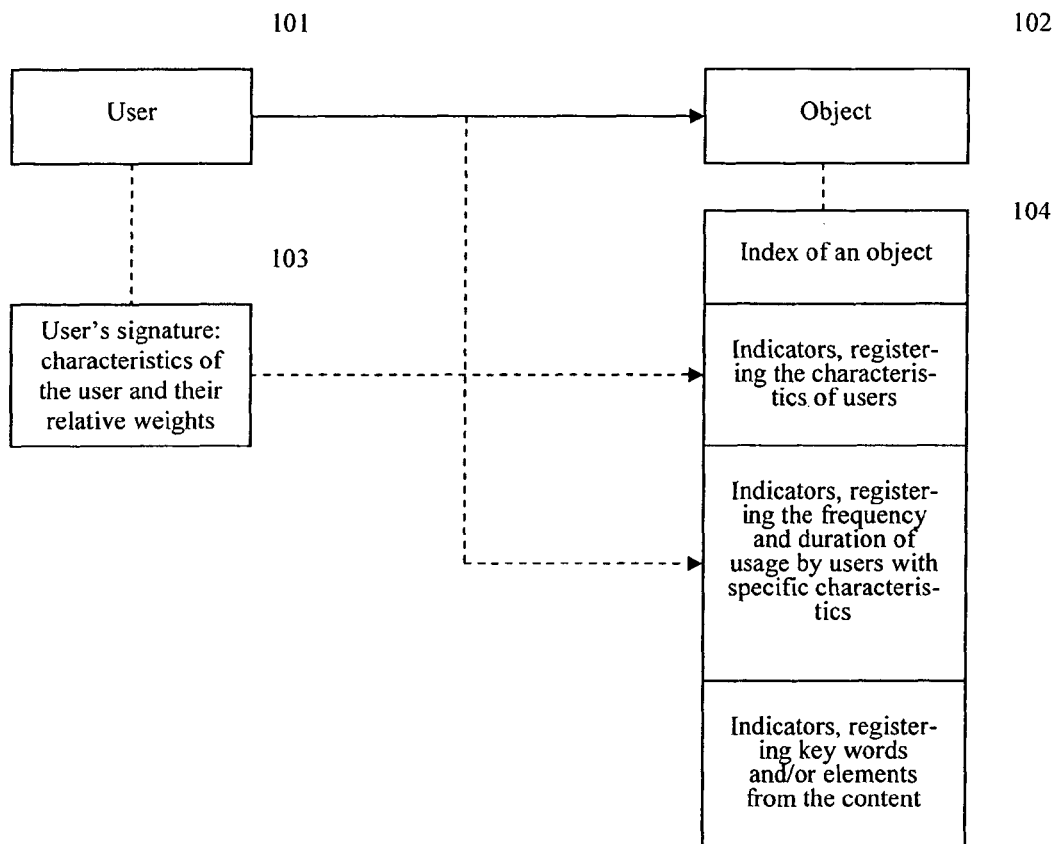 101
102
User
Object
104
Index of an object
103
User's signature:
characteristics of
the user and their
relative weights
Indicators, register-
ing the characteris-
tics of users
Indicators, register-
ing the frequency
and duration of
usage by users with
specific characteris-
tics
Indicators, register-
ing key words
and/or elements
from the content